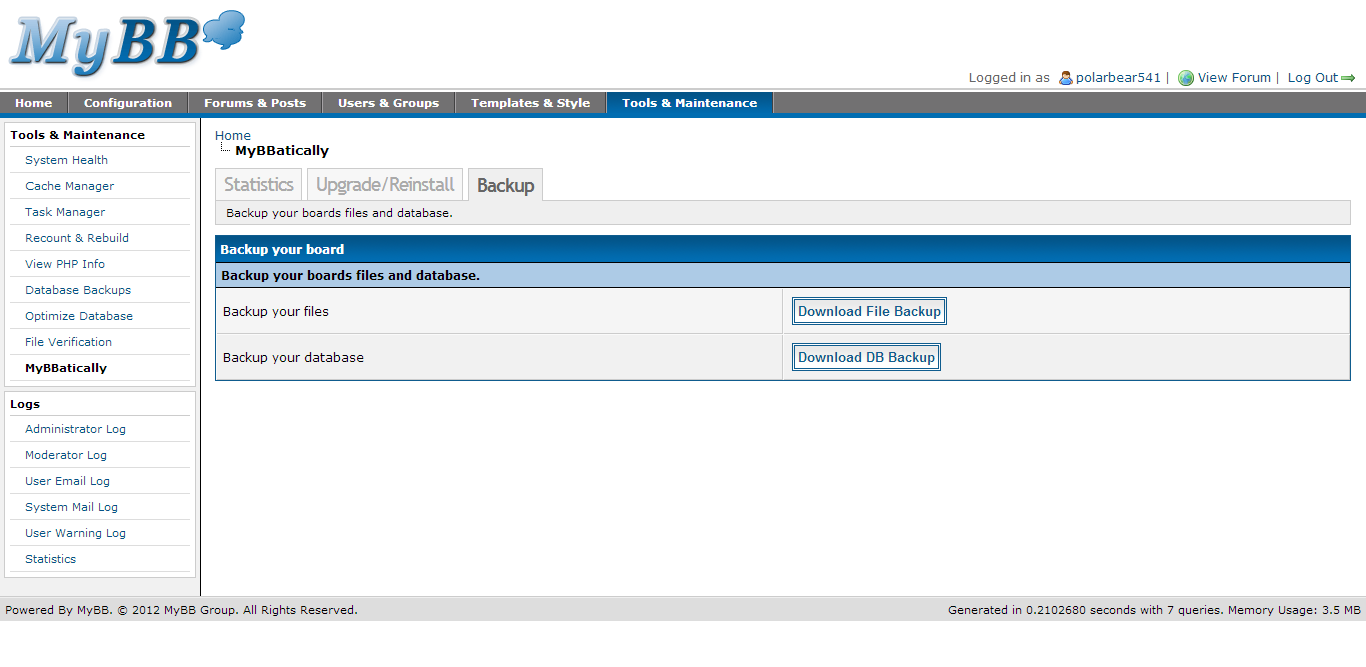 MyBB
Logged in as polarbear541 | View Forum | Log Out
Home Configuration Forums & Posts Users & Groups Templates & Style Tools & Maintenance
Tools & Maintenance
System Health
Cache Manager
Task Manager
Recount & Rebuild
View PHP Info
Database Backups
Optimize Database
File Verification
MyBBatically
Logs
Administrator Log
Moderator Log
User Email Log
System Mail Log
User Warning Log
Statistics
Home
MyBBatically
Statistics Upgrade/Reinstall Backup
Backup your boards files and database.
Backup your board
Backup your boards files and database.
Backup your files Download File Backup
Backup your database Download DB Backup
Powered By MyBB. © 2012 MyBB Group. All Rights Reserved. Generated in 0.2102680 seconds with 7 queries. Memory Usage: 3.5 MB